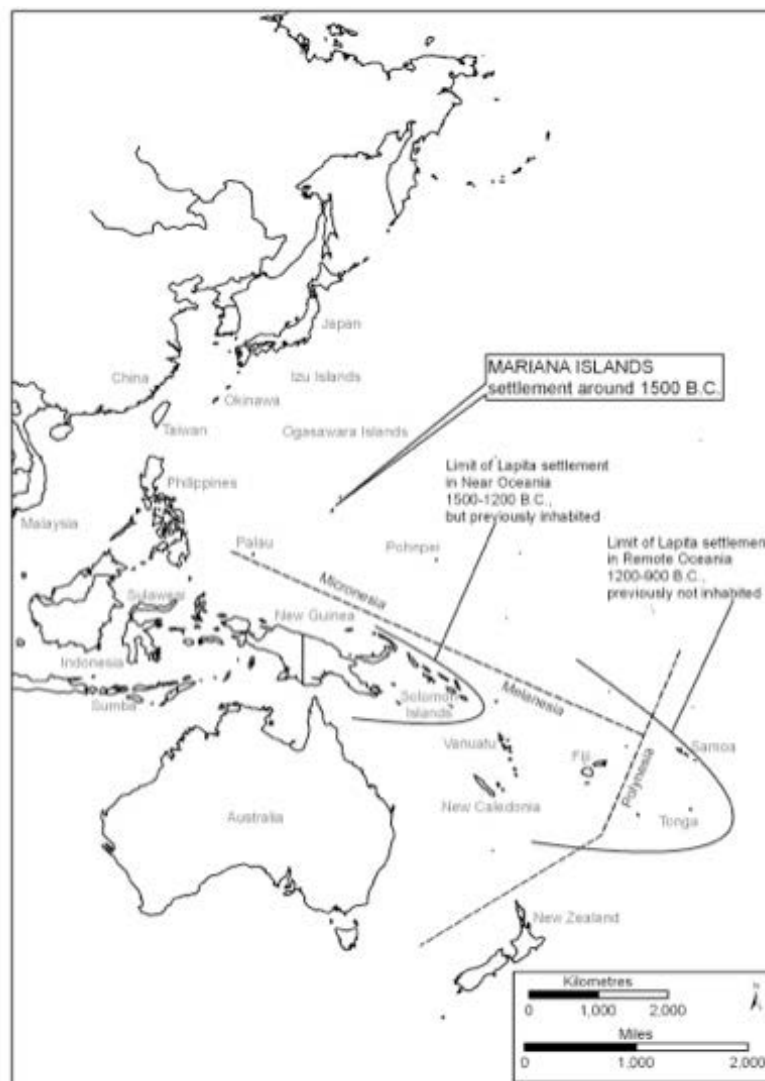 Japan
MARIANA ISLANDS
settlement around 1500 B.C.
China
Izu Islands
Okinawa
Taiwan
Ogasawara Islands
Limit of Lapita settlement
in Near Oceania
1500-1200 B.C.,
but previously inhabited
Philippines
Malaysia
Palau
Pohnpei
Limit of Lapita settlement
in Remote Oceania
1200-900 B.C.,
previously not inhabited
Micronesia
Sulawesi
New Guinea
Indonesia
Sumba
Solomon
Islands
Melanesia
Vanuatu
Fiji
Samoa
Polynesia
New Caledonia
Tonga
Australia
New Zealand
Kilometres
0 1,000 2,000
N
Miles
0 1,000 2,000